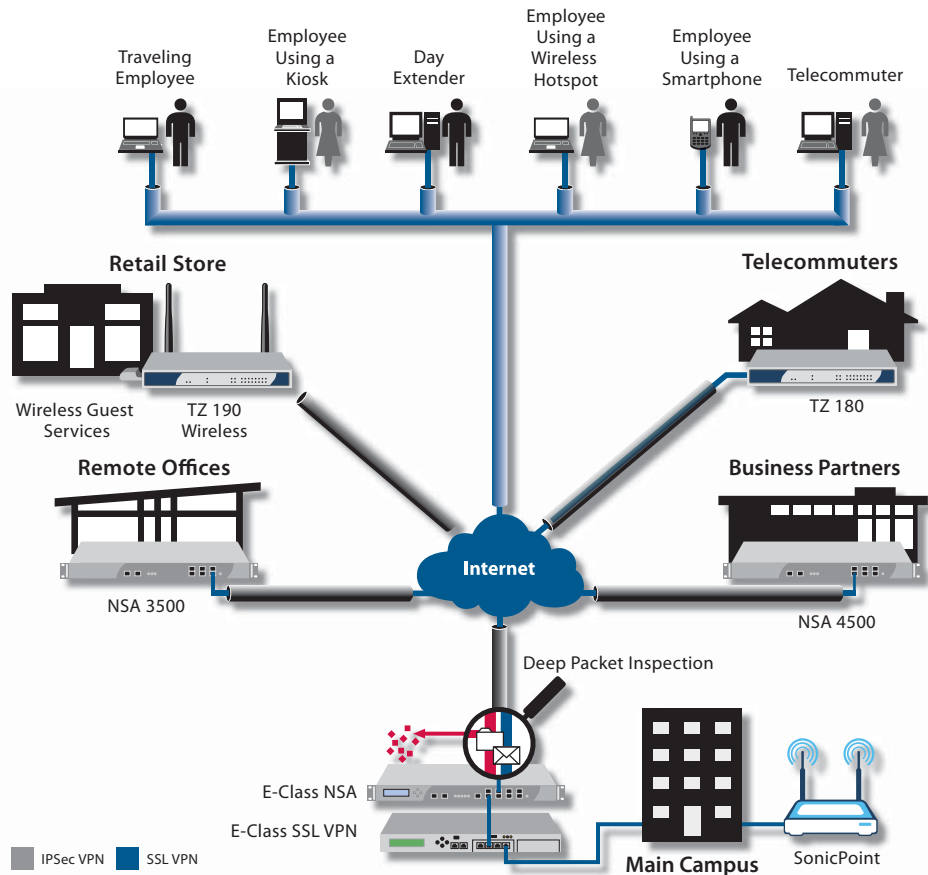 Traveling
Employee
Employee
Using a
Kiosk
Day
Extender
Employee
Using a
Wireless
Hotspot
Employee
Using a
Smartphone
Telecommuter
Retail Store
Telecommuters
Wireless Guest
Services
TZ 190
Wireless
TZ 180
Remote Offices
Business Partners
Internet
NSA 3500
NSA 4500
Deep Packet Inspection
E-Class NSA
E-Class SSL VPN
Main Campus
SonicPoint
IPSec VPN
SSL VPN